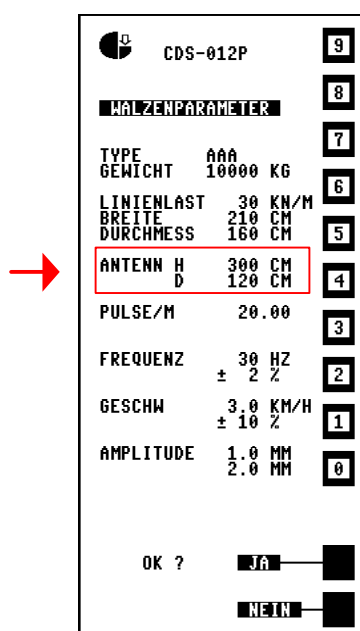 CDS-012P 9
8
WALZENPARAMETER
7
TYPE AAA
GEWICHT 10000 KG
6
LINIENLAST 30 KN/M
BREITE 210 CM
DURCHMESS 160 CM 5
ANTENN H 300 CM
D 120 CM 4
PULSE/M 20.00
3
FREQUENZ 30 HZ
± 2 % 2
GESCHW 3.0 KM/H
± 10 % 1
AMPLITUDE 1.0 MM
2.0 MM 0
OK ? JA
NEIN